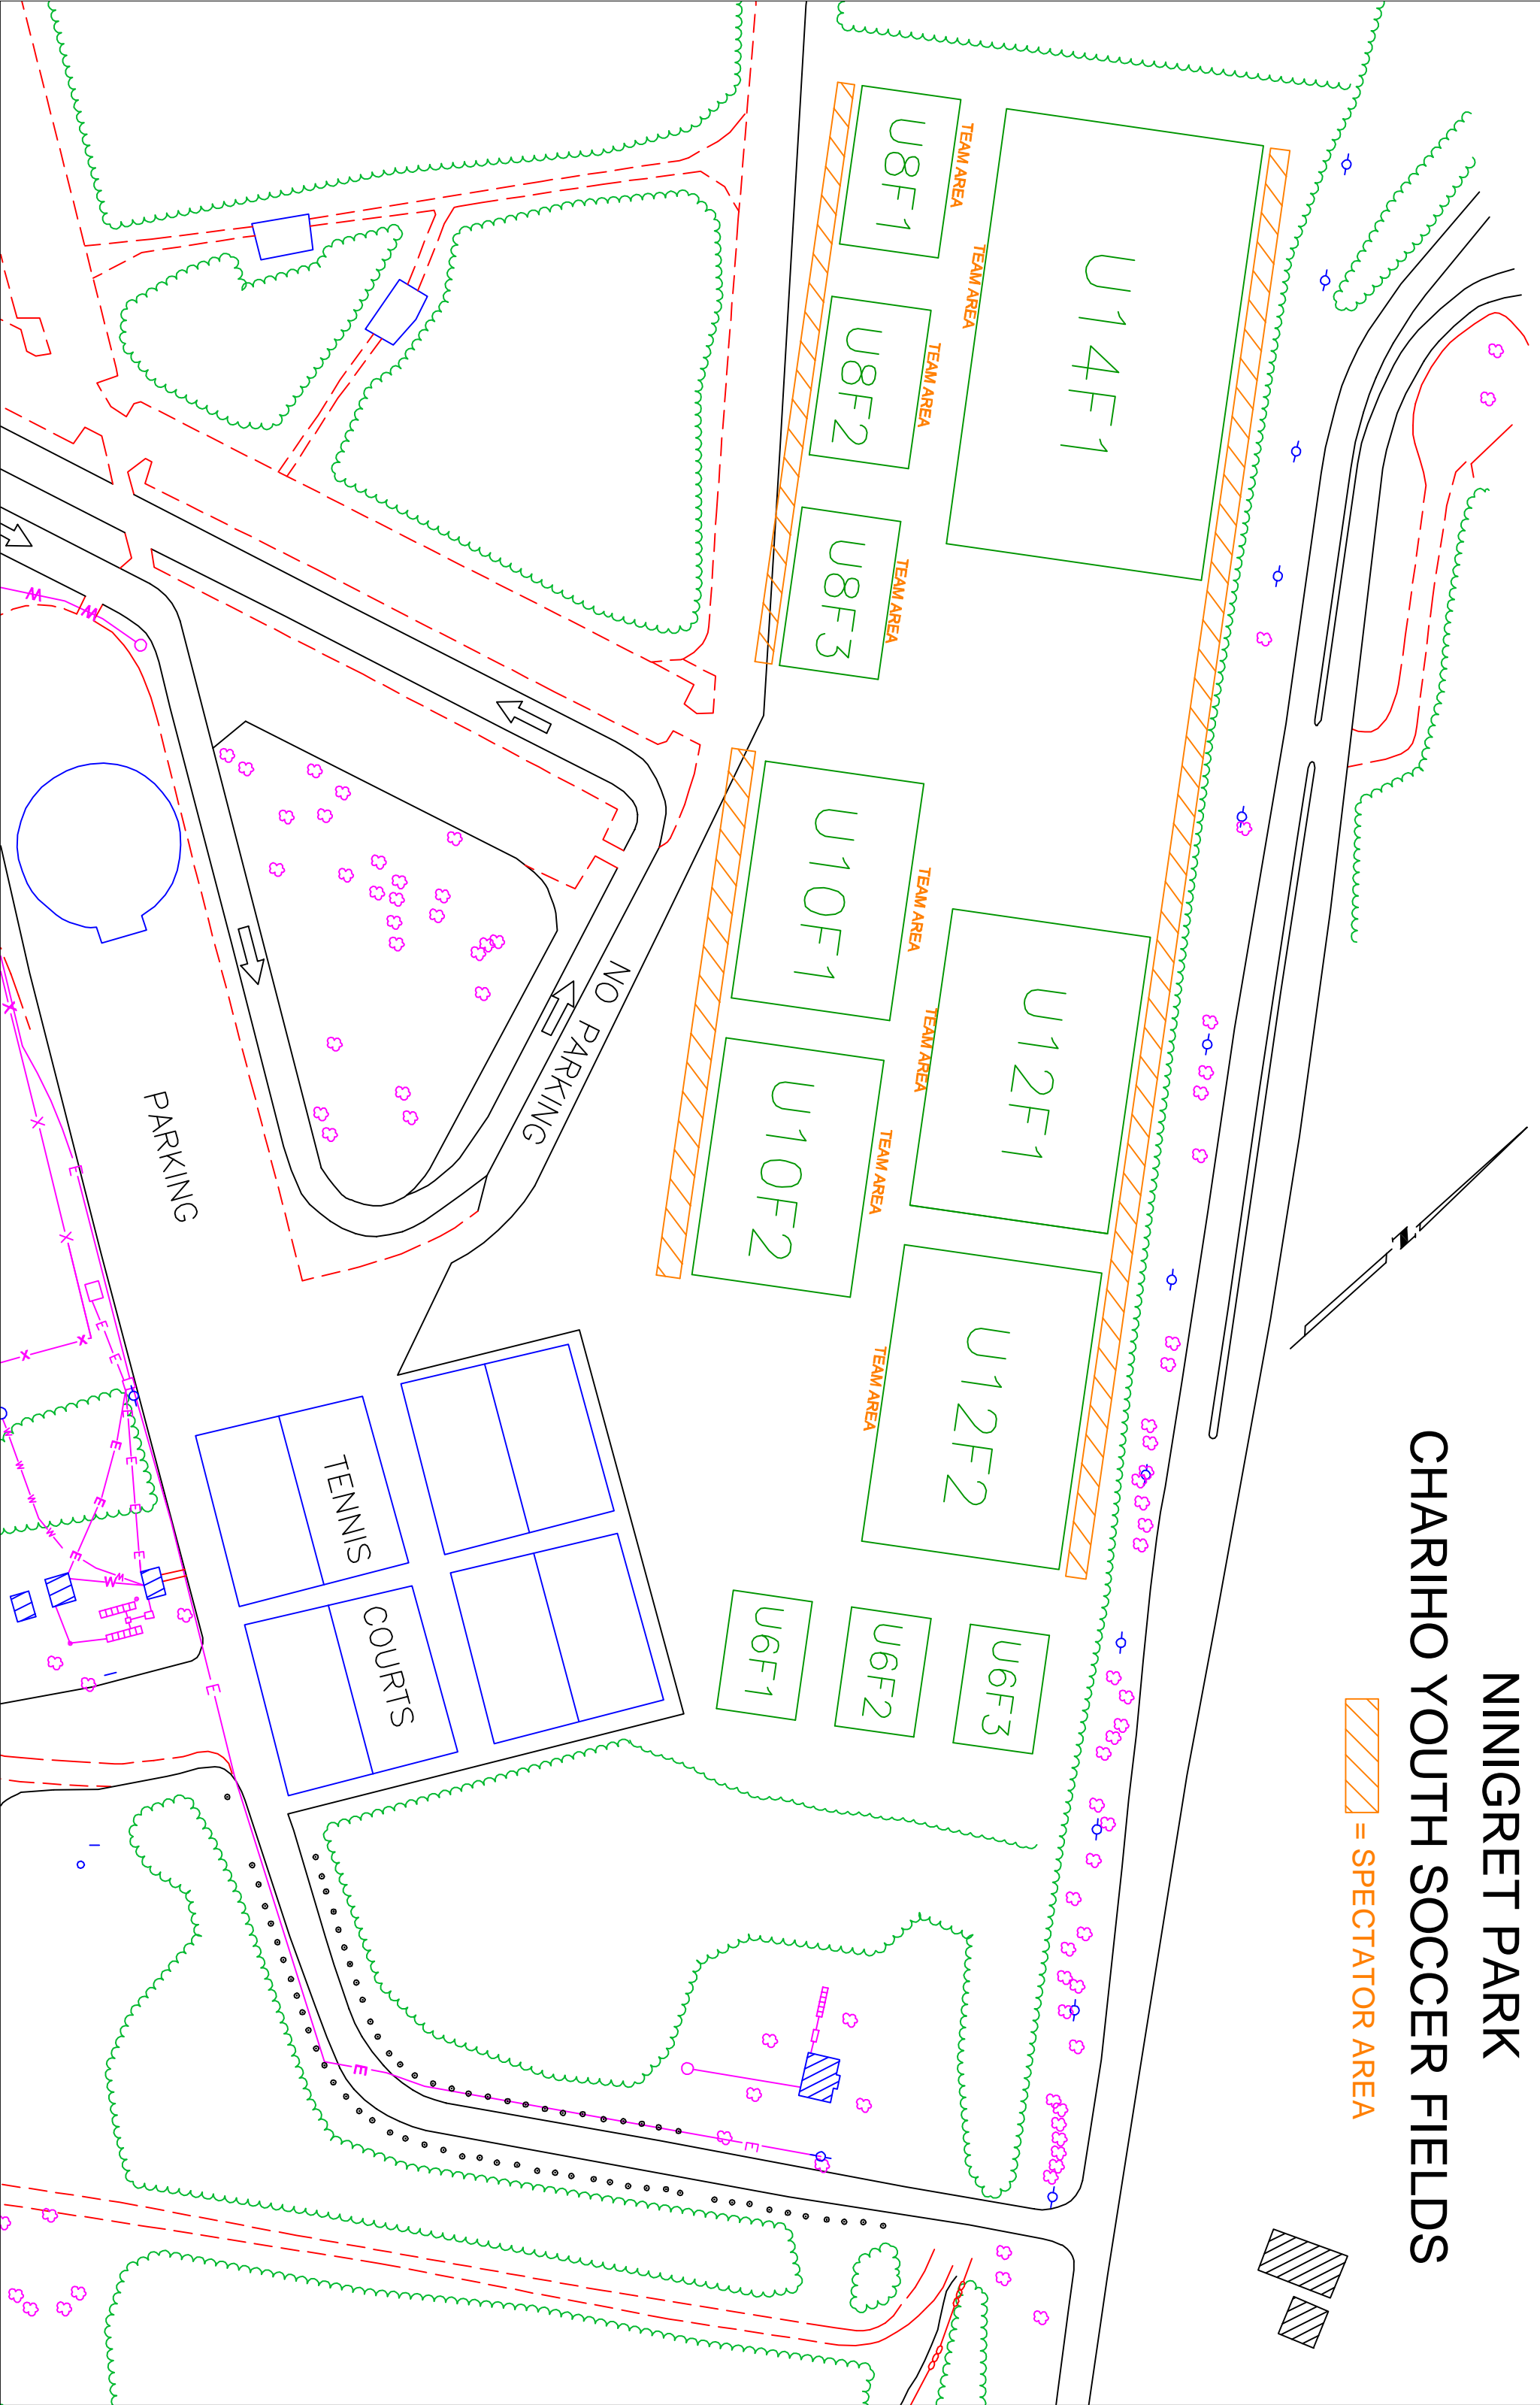 NINIGRET PARK
CHARIHO YOUTH SOCCER FIELDS
= SPECTATOR AREA
N
U14F1
TEAM AREA
U8F1
TEAM AREA
U8F2
TEAM AREA
U8F3
TEAM AREA
U12F1
TEAM AREA
U12F2
TEAM AREA
U10F1
TEAM AREA
U10F2
TEAM AREA
U6F3
U6F2
U6F1
NO PARKING
PARKING
TENNIS
COURTS
W
W
X
X
X
X
X
E
E
E
E
E
E
E
E
E
E
W
W
W
W
W
W
E
E
E